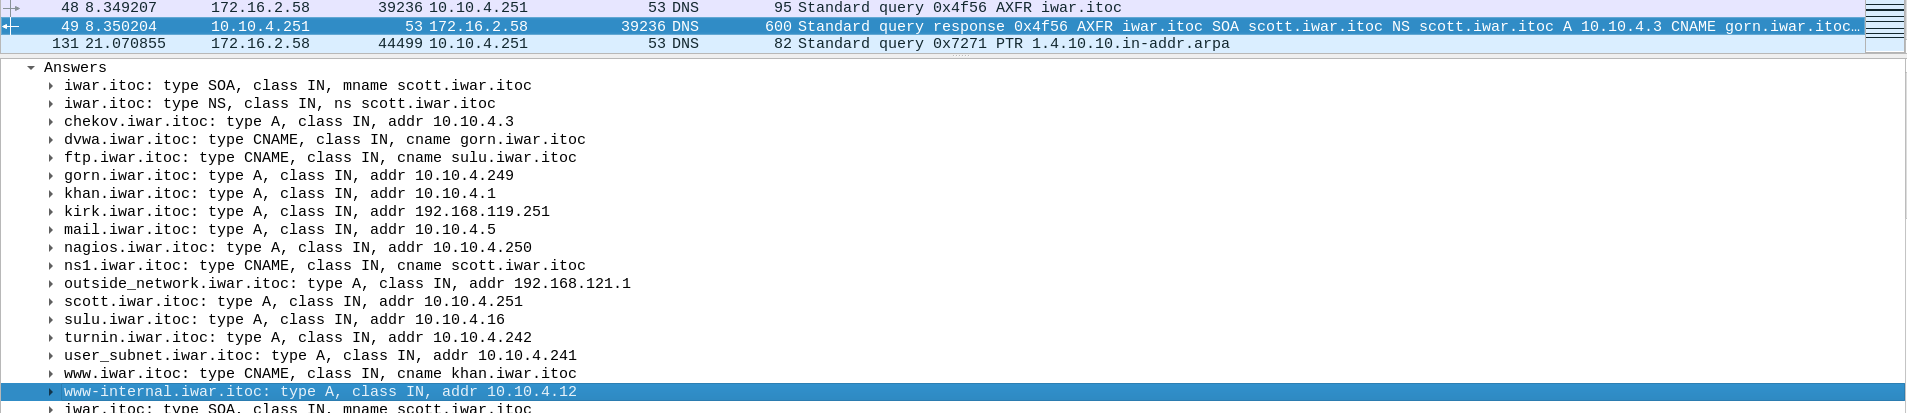 48 8.349207 172.16.2.58 39236 10.10.4.251 53 DNS 95 Standard query 0x4f56 AXFR iwar.itoc
49 8.350204 10.10.4.251 53 172.16.2.58 39236 DNS 600 Standard query response 0x4f56 AXFR iwar.itoc SOA scott.iwar.itoc NS scott.iwar.itoc A 10.10.4.3 CNAME gorn.iwar.itoc…
131 21.070855 172.16.2.58 44499 10.10.4.251 53 DNS 82 Standard query 0x7271 PTR 1.4.10.10.in-addr.arpa
Answers
iwar.itoc: type SOA, class IN, mname scott.iwar.itoc
iwar.itoc: type NS, class IN, ns scott.iwar.itoc
chekov.iwar.itoc: type A, class IN, addr 10.10.4.3
dvwa.iwar.itoc: type CNAME, class IN, cname gorn.iwar.itoc
ftp.iwar.itoc: type CNAME, class IN, cname sulu.iwar.itoc
gorn.iwar.itoc: type A, class IN, addr 10.10.4.249
khan.iwar.itoc: type A, class IN, addr 10.10.4.1
kirk.iwar.itoc: type A, class IN, addr 192.168.119.251
mail.iwar.itoc: type A, class IN, addr 10.10.4.5
nagios.iwar.itoc: type A, class IN, addr 10.10.4.250
ns1.iwar.itoc: type CNAME, class IN, cname scott.iwar.itoc
outside_network.iwar.itoc: type A, class IN, addr 192.168.121.1
scott.iwar.itoc: type A, class IN, addr 10.10.4.251
sulu.iwar.itoc: type A, class IN, addr 10.10.4.16
turnin.iwar.itoc: type A, class IN, addr 10.10.4.242
user_subnet.iwar.itoc: type A, class IN, addr 10.10.4.241
www.iwar.itoc: type CNAME, class IN, cname khan.iwar.itoc
www-internal.iwar.itoc: type A, class IN, addr 10.10.4.12
iwar.itoc: type SOA, class IN, mname scott.iwar.itoc